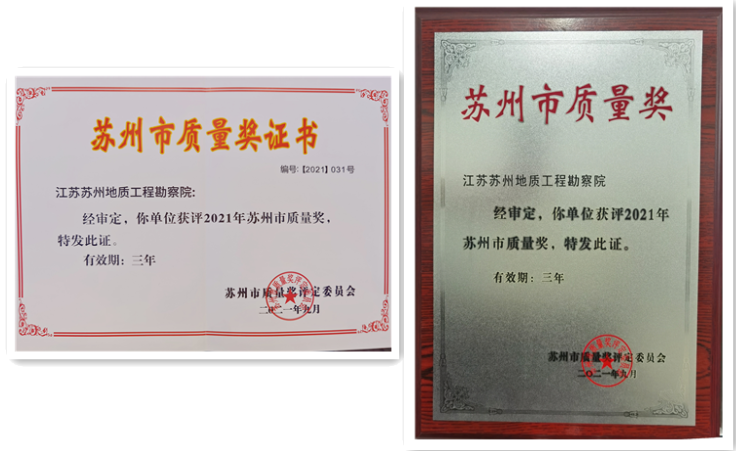 苏州市质量奖证书
编号:【2021】031号
江苏苏州地质工程勘察院:
经审定，你单位获评2021年苏州市质量奖，
特发此证。
有效期：三年
苏州市质量奖评定委员会
二〇二一年九月
苏州市质量奖
江苏苏州地质工程勘察院
经审定，你单位获评2021年
苏州市质量奖，特发此证。
有效期：三年
苏州市质量奖评定委员会
二〇二一年九月